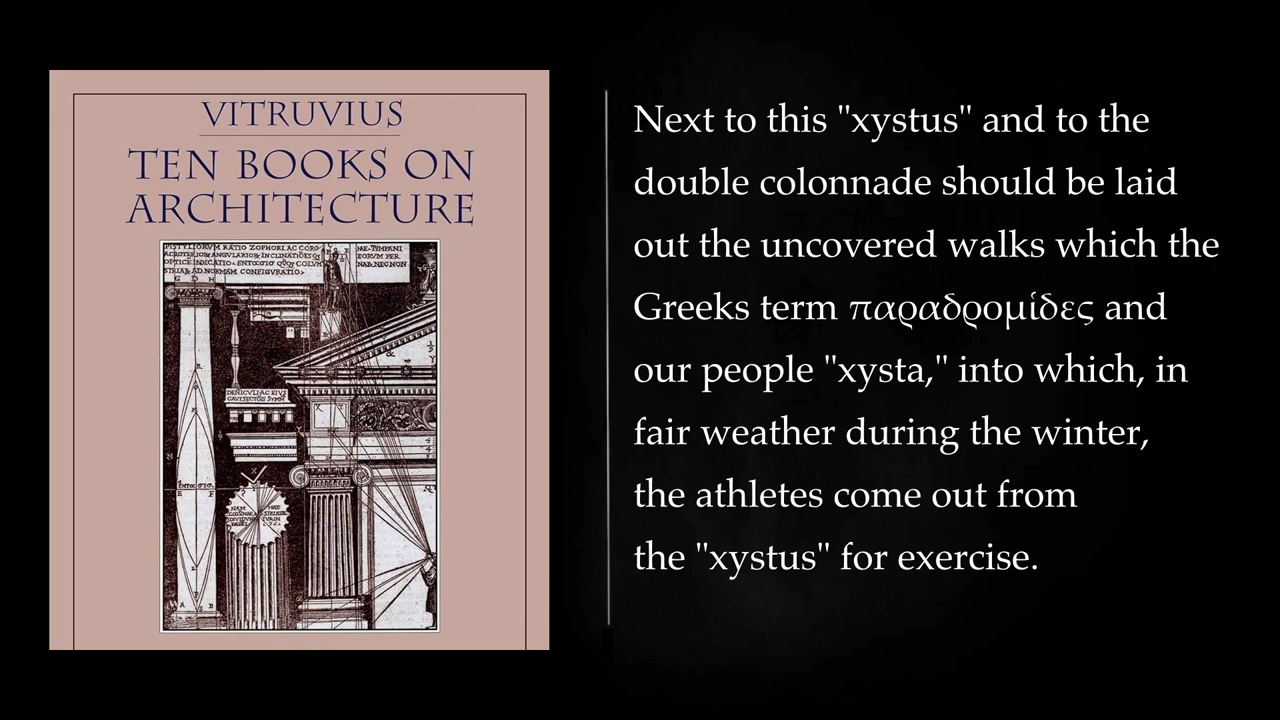 VITRUVIUS
TEN BOOKS ON
ARCHITECTURE
Next to this "xystus" and to the
double colonnade should be laid
out the uncovered walks which the
Greeks term παραδρομίδες and
our people "xysta," into which, in
fair weather during the winter,
the athletes come out from
the "xystus" for exercise.